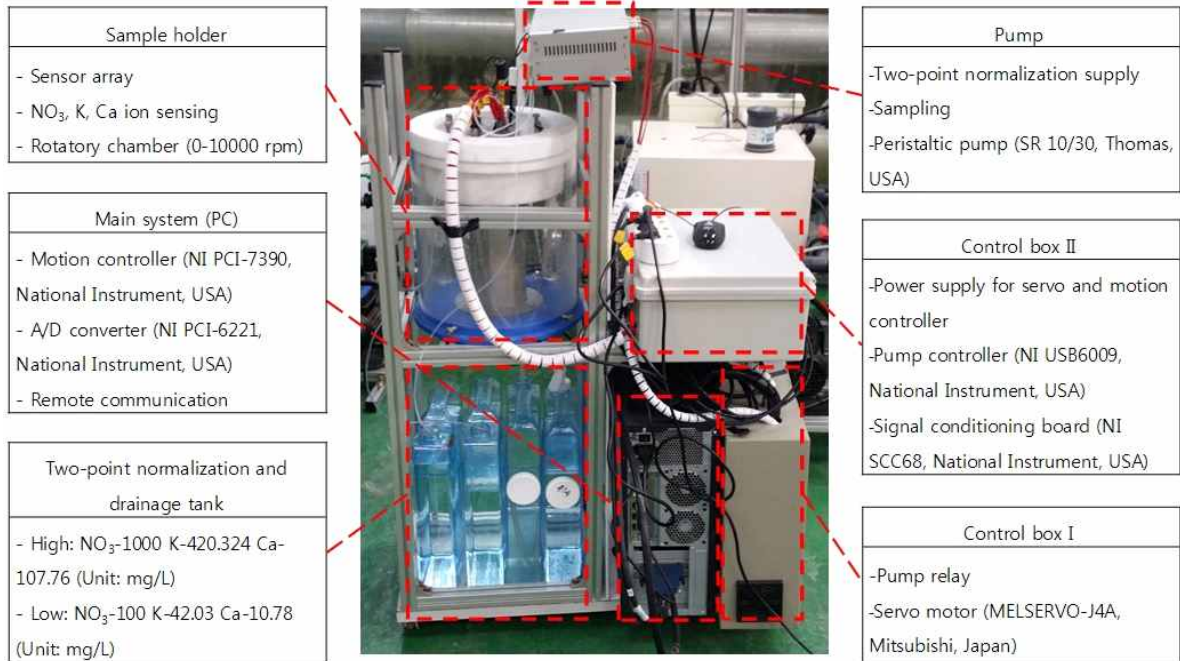 Sample holder
- Sensor array
- NO₃, K, Ca ion sensing
- Rotatory chamber (0-10000 rpm)
Main system (PC)
- Motion controller (NI PCI-7390,
National Instrument, USA)
- A/D converter (NI PCI-6221,
National Instrument, USA)
- Remote communication
Two-point normalization and
drainage tank
- High: NO₃-1000 K-420.324 Ca-
107.76 (Unit: mg/L)
- Low: NO₃-100 K-42.03 Ca-10.78
(Unit: mg/L)
Pump
-Two-point normalization supply
-Sampling
-Peristaltic pump (SR 10/30, Thomas,
USA)
Control box II
-Power supply for servo and motion
controller
-Pump controller (NI USB6009,
National Instrument, USA)
-Signal conditioning board (NI
SCC68, National Instrument, USA)
Control box I
-Pump relay
-Servo motor (MELSERVO-J4A,
Mitsubishi, Japan)